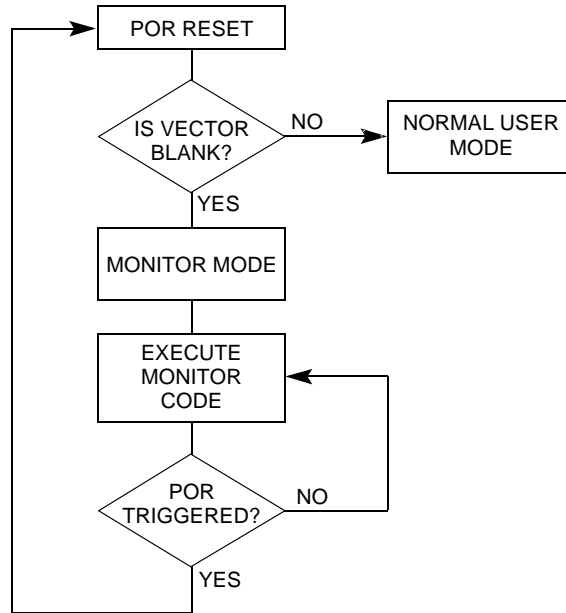 POR RESET
IS VECTOR
BLANK?
NO
NORMAL USER
MODE
YES
MONITOR MODE
EXECUTE
MONITOR
CODE
POR
TRIGGERED?
NO
YES